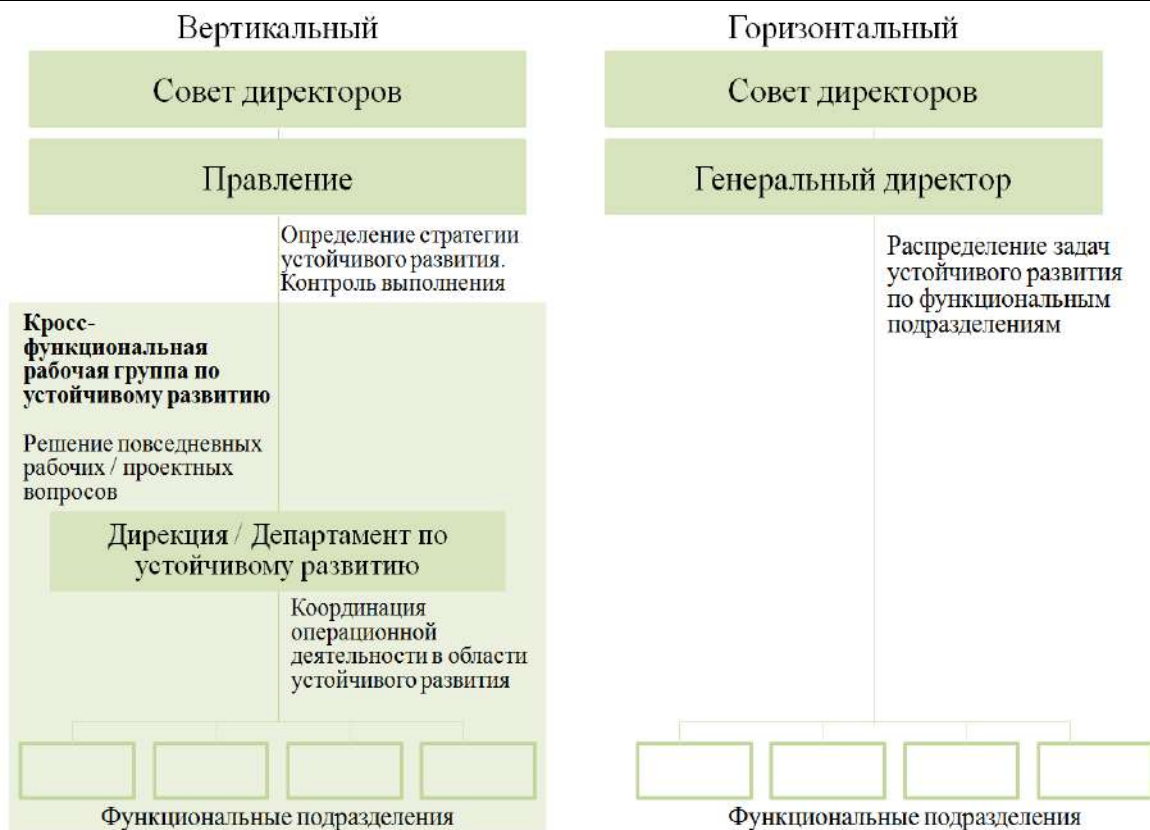 Вертикальный
Совет директоров
Правление
Определение стратегии
устойчивого развития.
Контроль выполнения
Кросс-
функциональная
рабочая группа по
устойчивому развитию
Решение повседневных
рабочих / проектных
вопросов
Дирекция / Департамент по
устойчивому развитию
Координация
операционной
деятельности в области
устойчивого развития
Функциональные подразделения
Горизонтальный
Совет директоров
Генеральный директор
Распределение задач
устойчивого развития
по функциональным
подразделениям
Функциональные подразделения